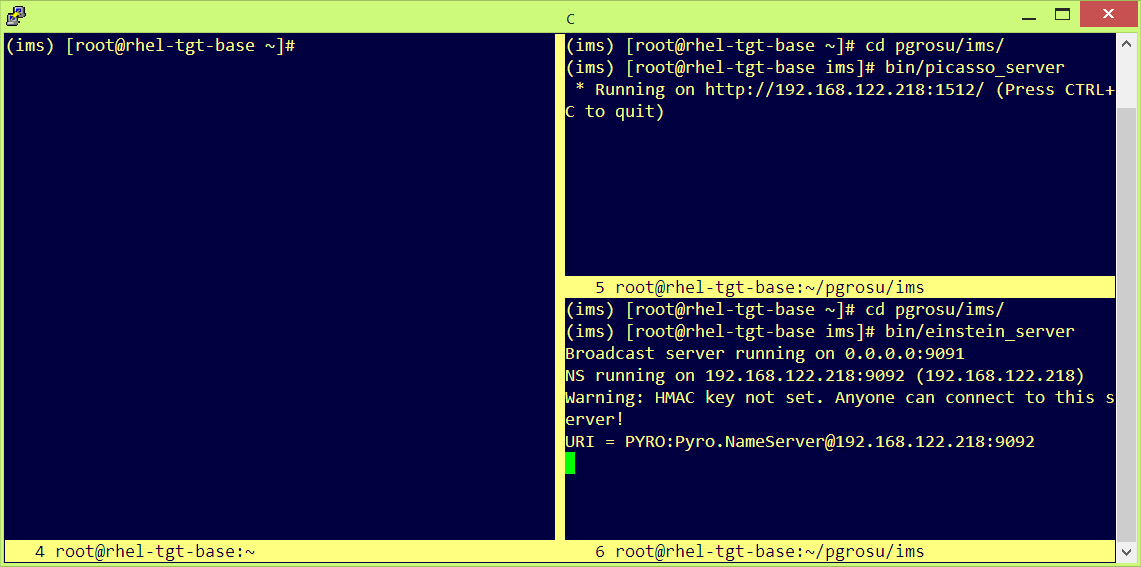 C
(ims) [root@rhel-tgt-base ~]#
4 root@rhel-tgt-base:~
(ims) [root@rhel-tgt-base ~]# cd pgrosu/ims/
(ims) [root@rhel-tgt-base ims]# bin/picasso_server
* Running on http://192.168.122.218:1512/ (Press CTRL+
C to quit)
5 root@rhel-tgt-base:~/pgrosu/ims
(ims) [root@rhel-tgt-base ~]# cd pgrosu/ims/
(ims) [root@rhel-tgt-base ims]# bin/einstein_server
Broadcast server running on 0.0.0.0:9091
NS running on 192.168.122.218:9092 (192.168.122.218)
Warning: HMAC key not set. Anyone can connect to this s
erver!
URI = PYRO:Pyro.NameServer@192.168.122.218:9092
6 root@rhel-tgt-base:~/pgrosu/ims